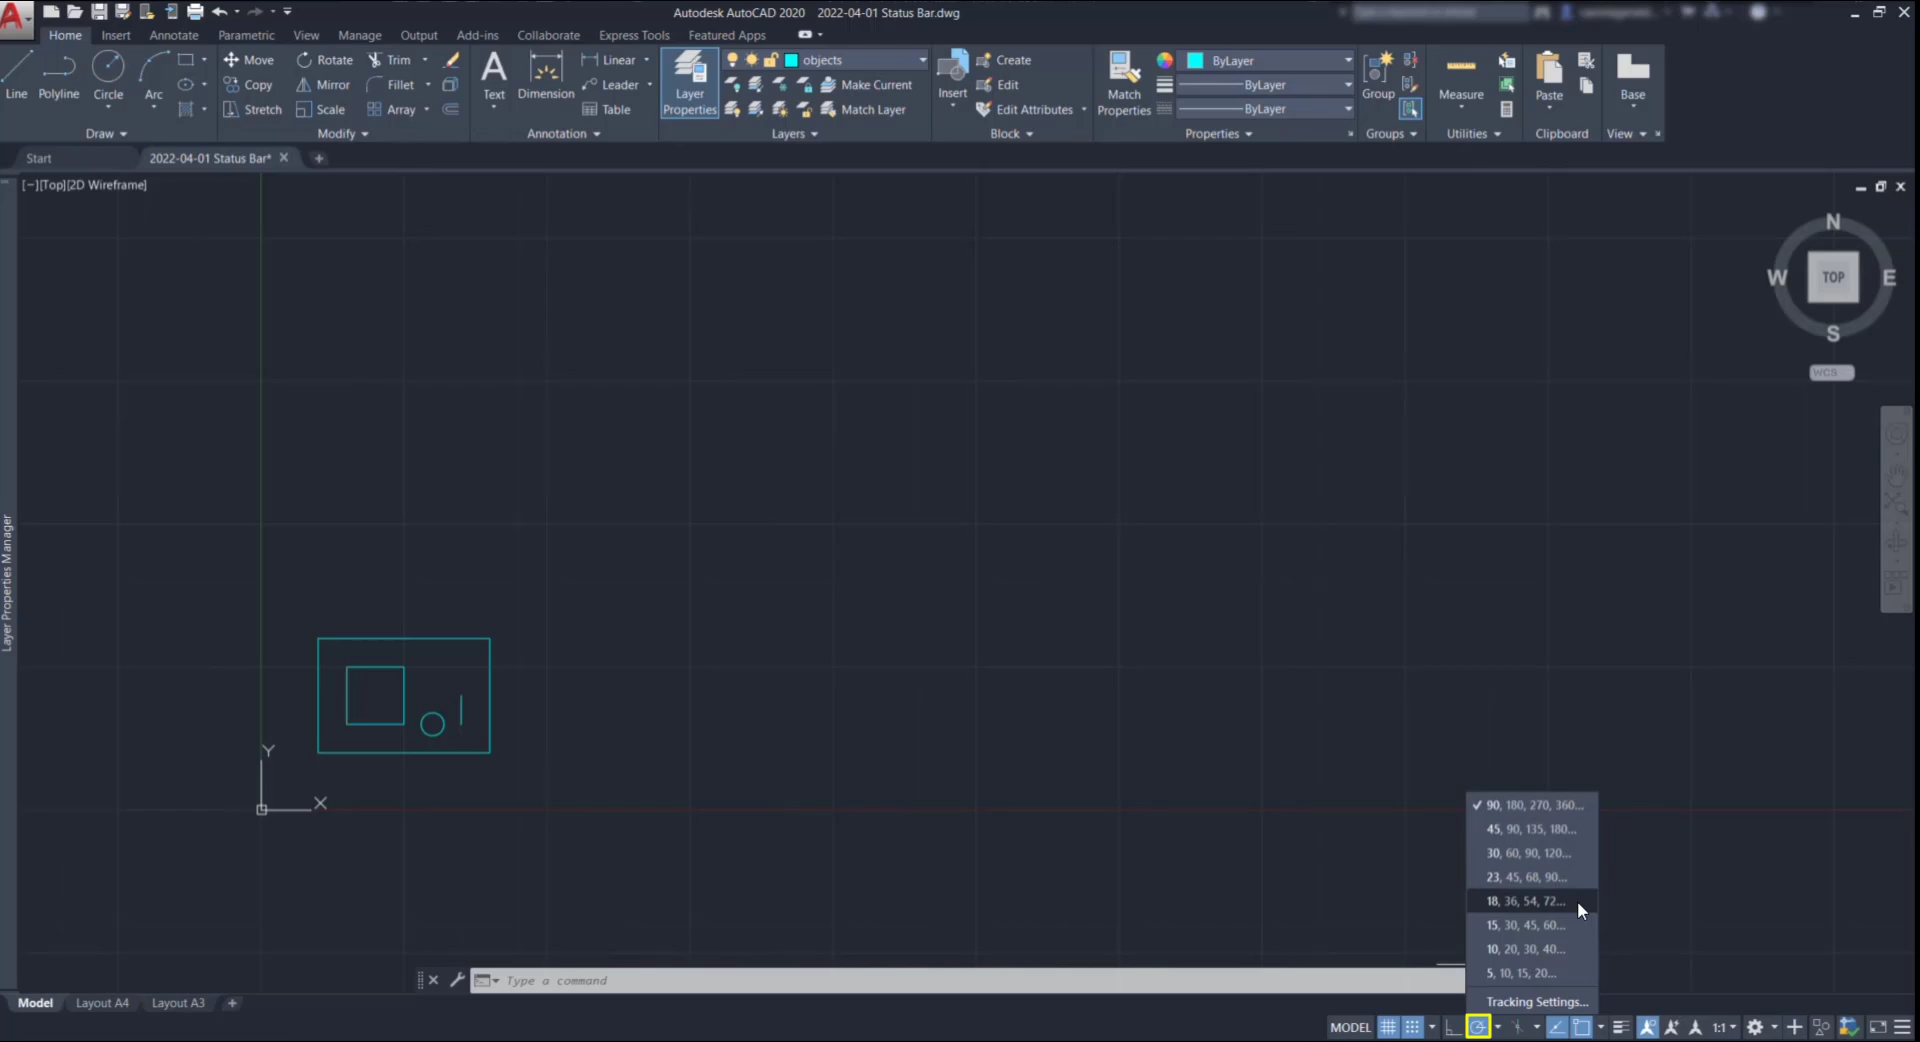 Autodesk AutoCAD 2020 2022-04-01 Status Bar.dwg
Home Insert Annotate Parametric View Manage Output Add-ins Collaborate Express Tools Featured Apps
Line Polyline Circle Arc
Move Rotate Trim
Copy Mirror Fillet
Stretch Scale Array
Text Dimension
Linear
Leader
Table
Layer Properties
objects
Make Current
Match Layer
Insert
Create
Edit
Edit Attributes
Match Properties
ByLayer
ByLayer
ByLayer
Group
Measure
Paste
Base
Draw Modify Annotation Layers Block Properties Groups Utilities Clipboard View
Start 2022-04-01 Status Bar*
[−][Top][2D Wireframe]
N
W TOP E
S
WCS
Layer Properties Manager
Y
X
90, 180, 270, 360...
45, 90, 135, 180...
30, 60, 90, 120...
23, 45, 68, 90...
18, 36, 54, 72...
15, 30, 45, 60...
10, 20, 30, 40...
5, 10, 15, 20...
Tracking Settings...
Type a command
Model Layout A4 Layout A3
MODEL 1:1